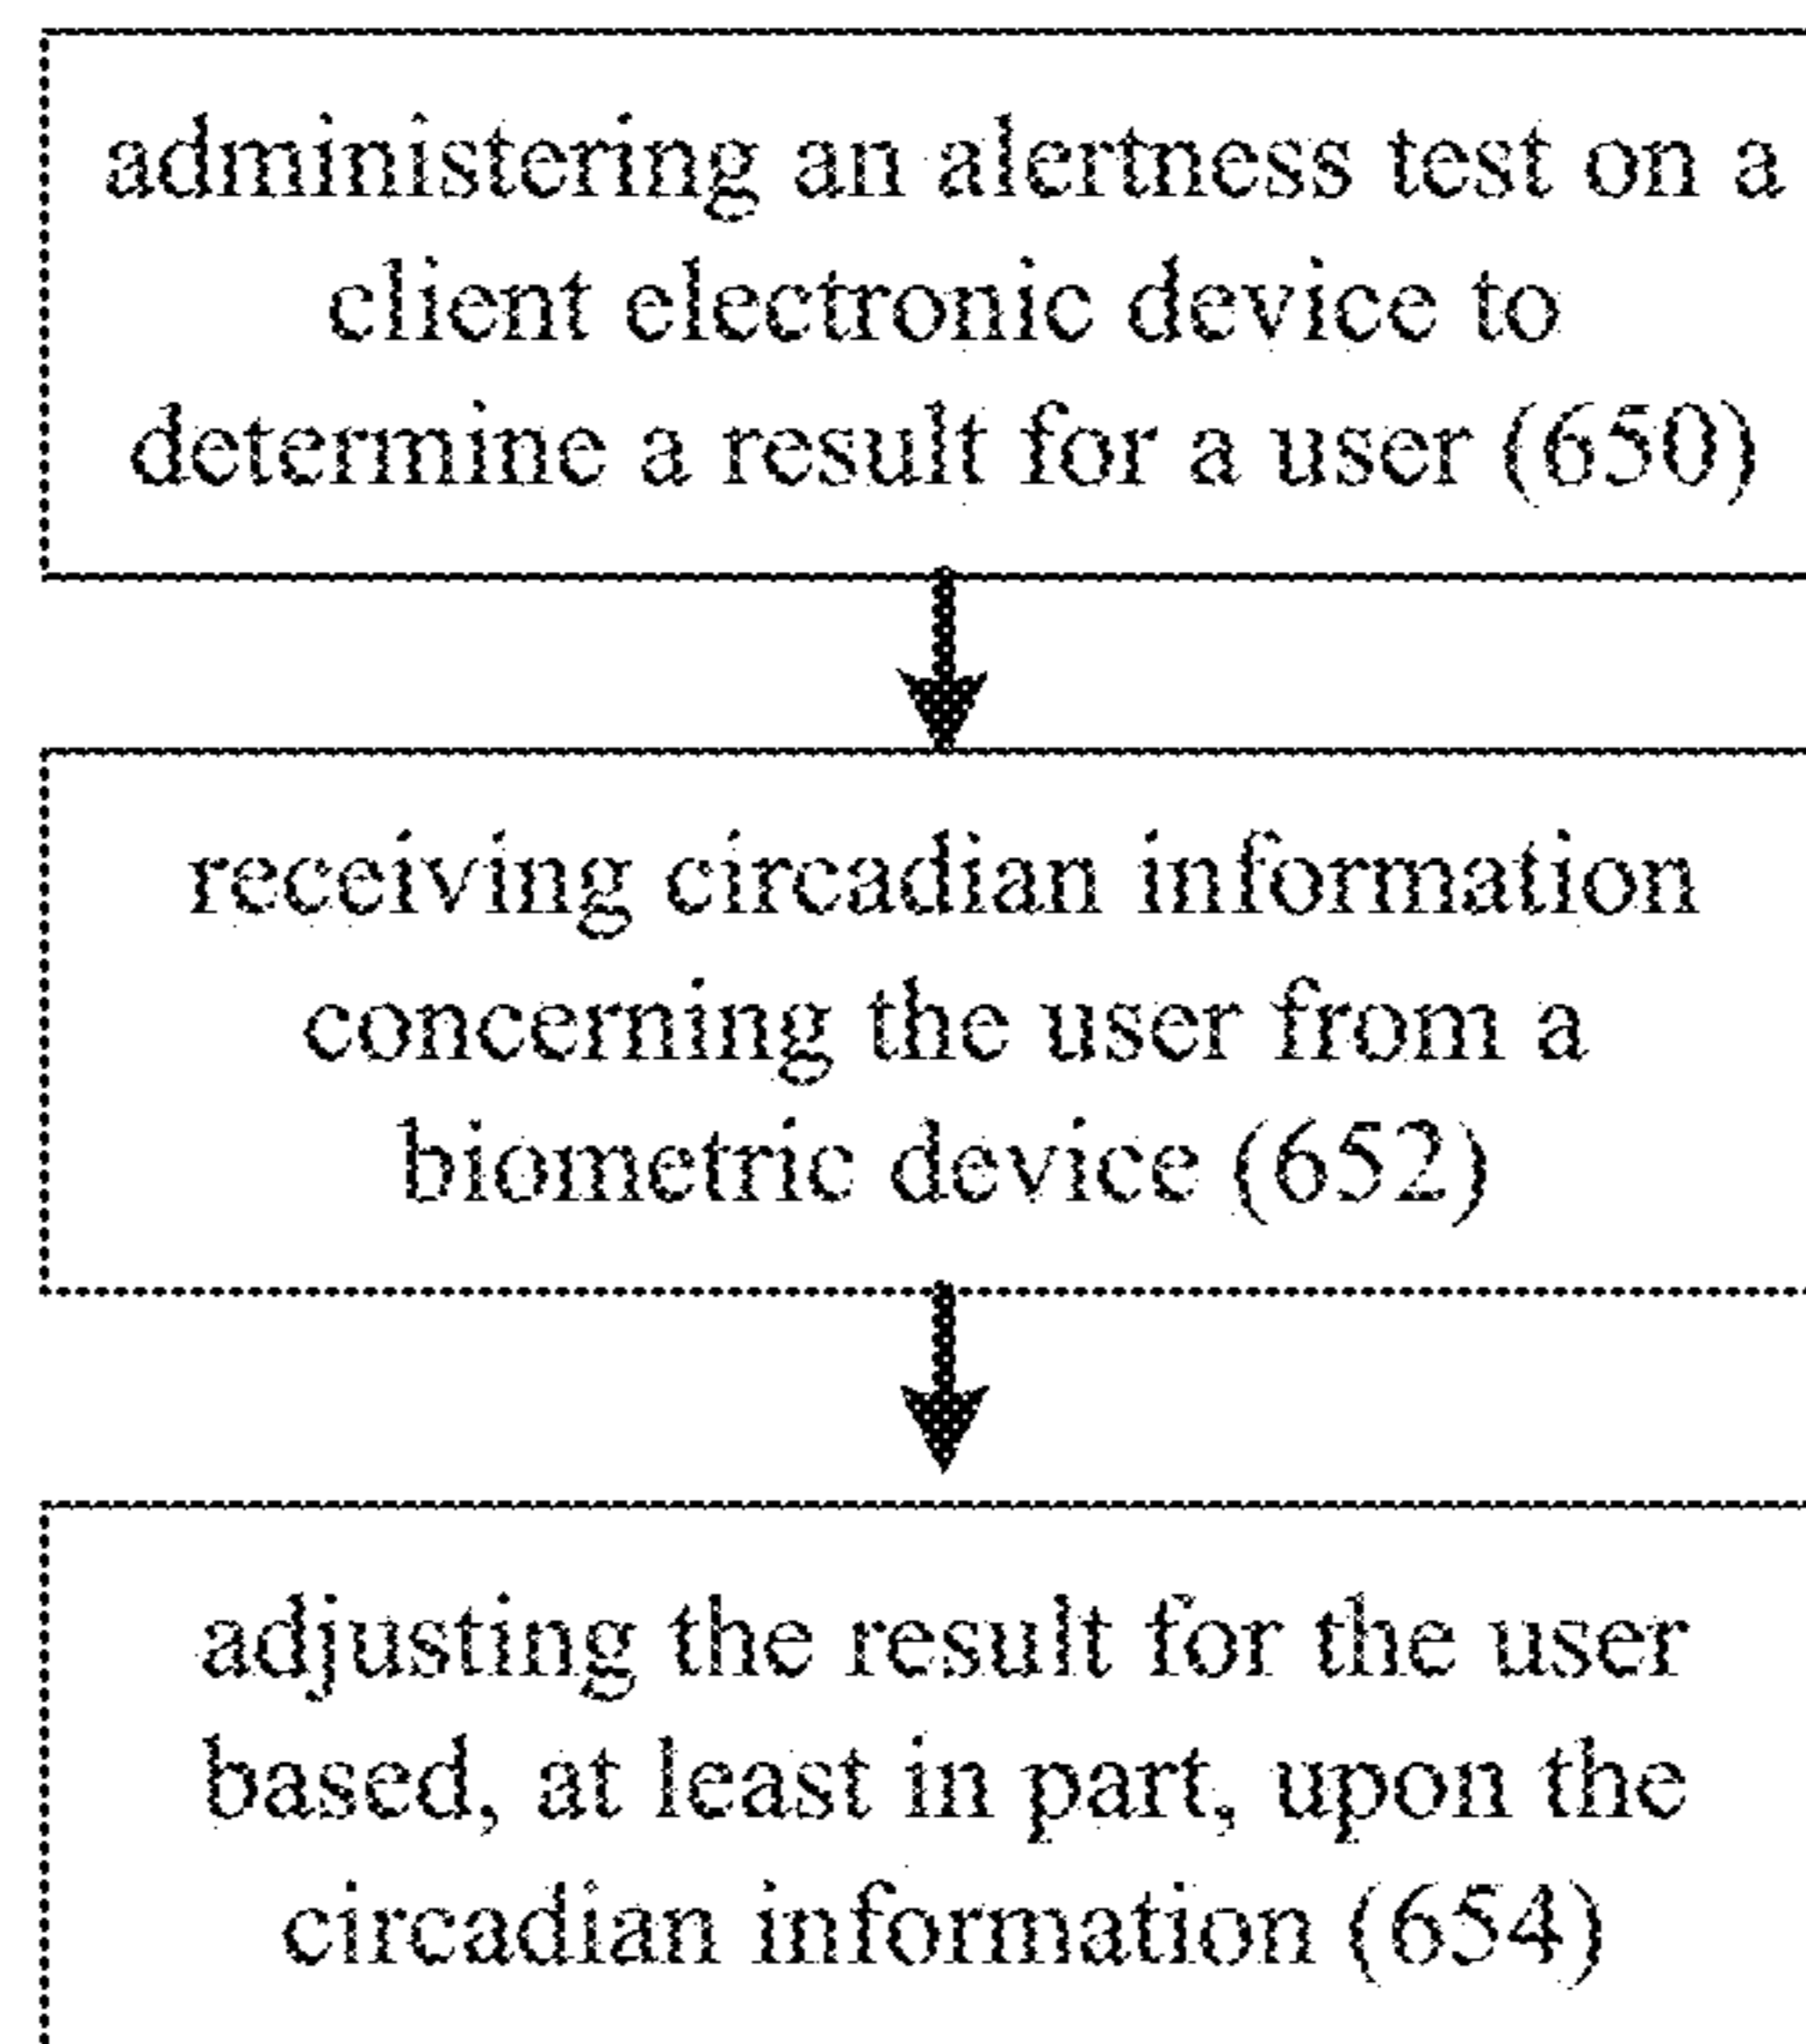 administering an alertness test on a
client electronic device to
determine a result for a user (650)
receiving circadian information
concerning the user from a
biometric device (652)
adjusting the result for the user
based, at least in part, upon the
circadian information (654)